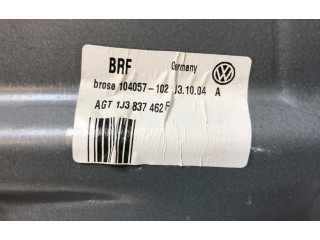 BRF Germany
brose 104057-102 13.10.04 A
AGT 1J3 837 462 F